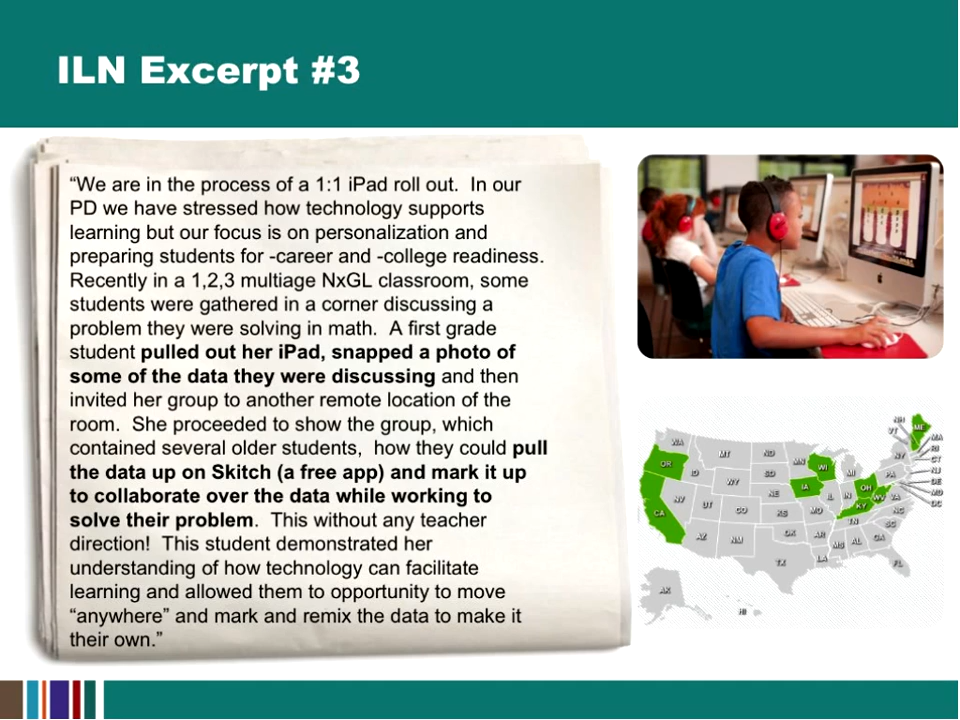 ILN Excerpt #3
“We are in the process of a 1:1 iPad roll out.  In our
PD we have stressed how technology supports
learning but our focus is on personalization and
preparing students for -career and -college readiness.
Recently in a 1,2,3 multiage NxGL classroom, some
students were gathered in a corner discussing a
problem they were solving in math.  A first grade
student pulled out her iPad, snapped a photo of
some of the data they were discussing and then
invited her group to another remote location of the
room.  She proceeded to show the group, which
contained several older students,  how they could pull
the data up on Skitch (a free app) and mark it up
to collaborate over the data while working to
solve their problem.  This without any teacher
direction!  This student demonstrated her
understanding of how technology can facilitate
learning and allowed them to opportunity to move
“anywhere” and mark and remix the data to make it
their own.”
NH
VT ME
WA MT ND MN MA
OR ID SD WI MI NY RI
WY IA PA CT
NV NE IL IN OH NJ
UT CO KS MO WV VA DE
CA KY MD
AZ NM OK AR TN NC DC
MS AL GA SC
TX LA FL
AK
HI